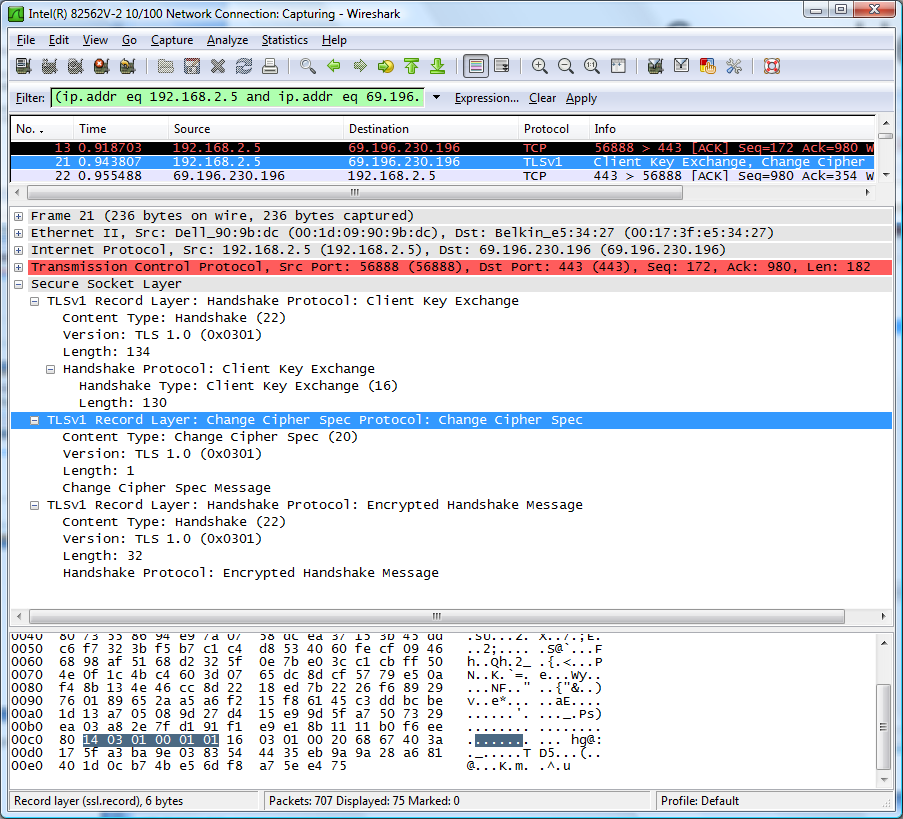 Intel(R) 82562V-2 10/100 Network Connection: Capturing - Wireshark
File Edit View Go Capture Analyze Statistics Help
Filter: (ip.addr eq 192.168.2.5 and ip.addr eq 69.196. Expression... Clear Apply
No. . Time Source Destination Protocol Info
13 0.918703 192.168.2.5 69.196.230.196 TCP 56888 > 443 [ACK] Seq=172 Ack=980 W
21 0.943807 192.168.2.5 69.196.230.196 TLSv1 Client Key Exchange, Change Cipher
22 0.955488 69.196.230.196 192.168.2.5 TCP 443 > 56888 [ACK] Seq=980 Ack=354 W
Frame 21 (236 bytes on wire, 236 bytes captured)
Ethernet II, Src: Dell_90:9b:dc (00:1d:09:90:9b:dc), Dst: Belkin_e5:34:27 (00:17:3f:e5:34:27)
Internet Protocol, Src: 192.168.2.5 (192.168.2.5), Dst: 69.196.230.196 (69.196.230.196)
Transmission Control Protocol, Src Port: 56888 (56888), Dst Port: 443 (443), Seq: 172, Ack: 980, Len: 182
Secure Socket Layer
TLSv1 Record Layer: Handshake Protocol: Client Key Exchange
Content Type: Handshake (22)
Version: TLS 1.0 (0x0301)
Length: 134
Handshake Protocol: Client Key Exchange
Handshake Type: Client Key Exchange (16)
Length: 130
TLSv1 Record Layer: Change Cipher Spec Protocol: Change Cipher Spec
Content Type: Change Cipher Spec (20)
Version: TLS 1.0 (0x0301)
Length: 1
Change Cipher Spec Message
TLSv1 Record Layer: Handshake Protocol: Encrypted Handshake Message
Content Type: Handshake (22)
Version: TLS 1.0 (0x0301)
Length: 32
Handshake Protocol: Encrypted Handshake Message
0040 80 73 55 86 94 e9 7a 07 58 dc ea 37 15 3b 45 dd .sU...z. X..7.;E.
0050 c6 f7 32 3b f5 b7 c1 c4 d8 53 40 60 fe cf 09 46 ..2;.... .S@`...F
0060 68 98 af 51 68 d2 32 5f 0e 7b e0 3c c1 cb ff 50 h..Qh.2_ .{.<...P
0070 4e 0f 1c 4b c4 60 3d 07 65 dc 8d cf 57 79 e5 0a N..K.`=. e...Wy..
0080 f4 8b 13 4e 46 cc 8d 22 18 ed 7b 22 26 f6 89 29 ...NF.." ..{"&..)
0090 76 01 89 65 2a a5 a6 f2 15 f8 61 45 c3 dd bc be v..e*... ..aE....
00a0 1d 13 a7 05 08 9d 27 d4 15 e9 9d 5f a7 50 73 29 ......'. ..._.Ps)
00b0 ea 03 a8 2e 7f d1 91 f1 e9 e1 8b 11 11 b0 f6 ee ........ ........
00c0 80 14 03 01 00 01 01 16 03 01 00 20 68 67 40 3a ........ ... hg@:
00d0 17 5f a3 ba 9e 03 83 54 44 35 eb 9a 9a 28 a6 81 ._.....T D5...(..
00e0 40 1d 0c b7 4b e5 6d f8 a7 5e e4 75 @...K.m. .^.u
Record layer (ssl.record), 6 bytes Packets: 707 Displayed: 75 Marked: 0 Profile: Default